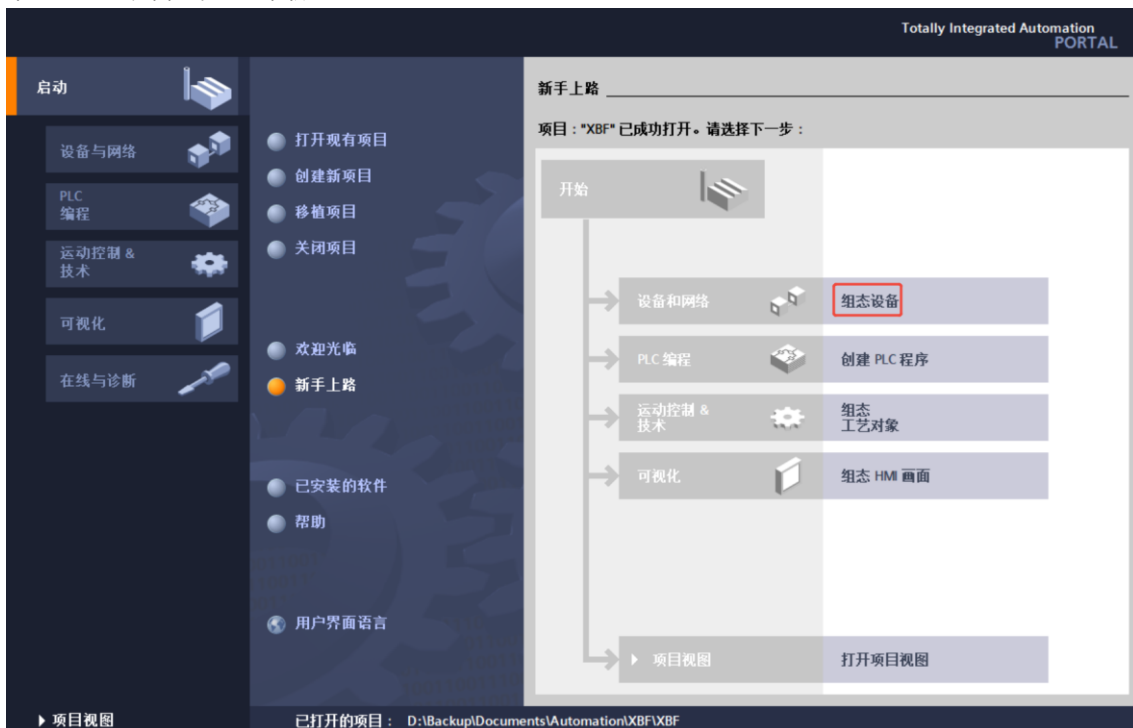 Totally Integrated Automation
PORTAL
启动
设备与网络
PLC
编程
运动控制 &
技术
可视化
在线与诊断
打开现有项目
创建新项目
移植项目
关闭项目
欢迎光临
新手上路
已安装的软件
帮助
用户界面语言
新手上路
项目："XBF" 已成功打开。请选择下一步：
开始
设备和网络
组态设备
PLC 编程
创建 PLC 程序
运动控制 &
技术
组态
工艺对象
可视化
组态 HMI 画面
项目视图
打开项目视图
项目视图
已打开的项目： D:\Backup\Documents\Automation\XBF\XBF